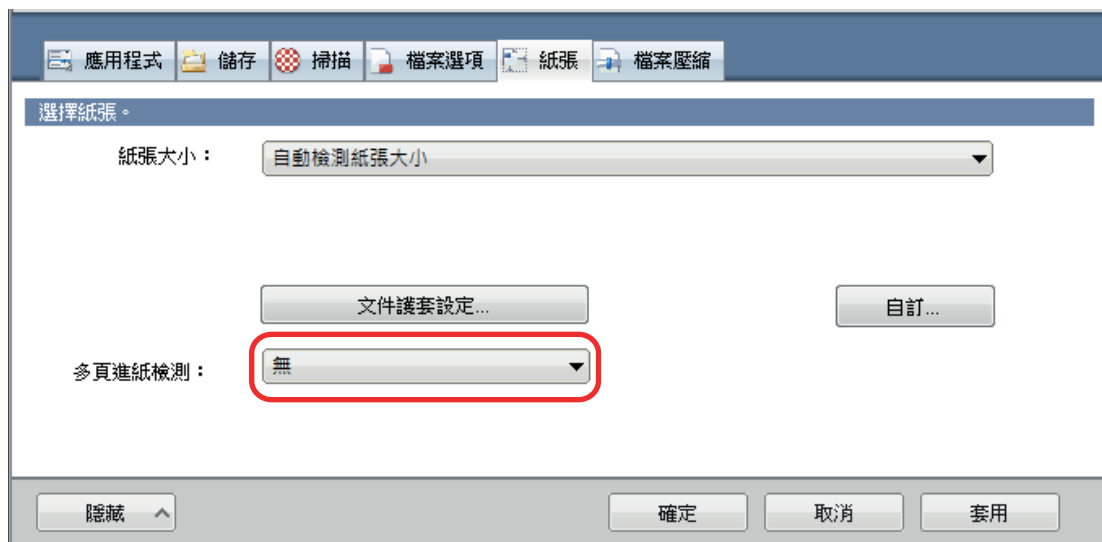 應用程式 儲存 掃描 檔案選項 紙張 檔案壓縮
選擇紙張。
紙張大小： 自動檢測紙張大小
文件護套設定... 自訂...
多頁進紙檢測： 無
隱藏 確定 取消 套用